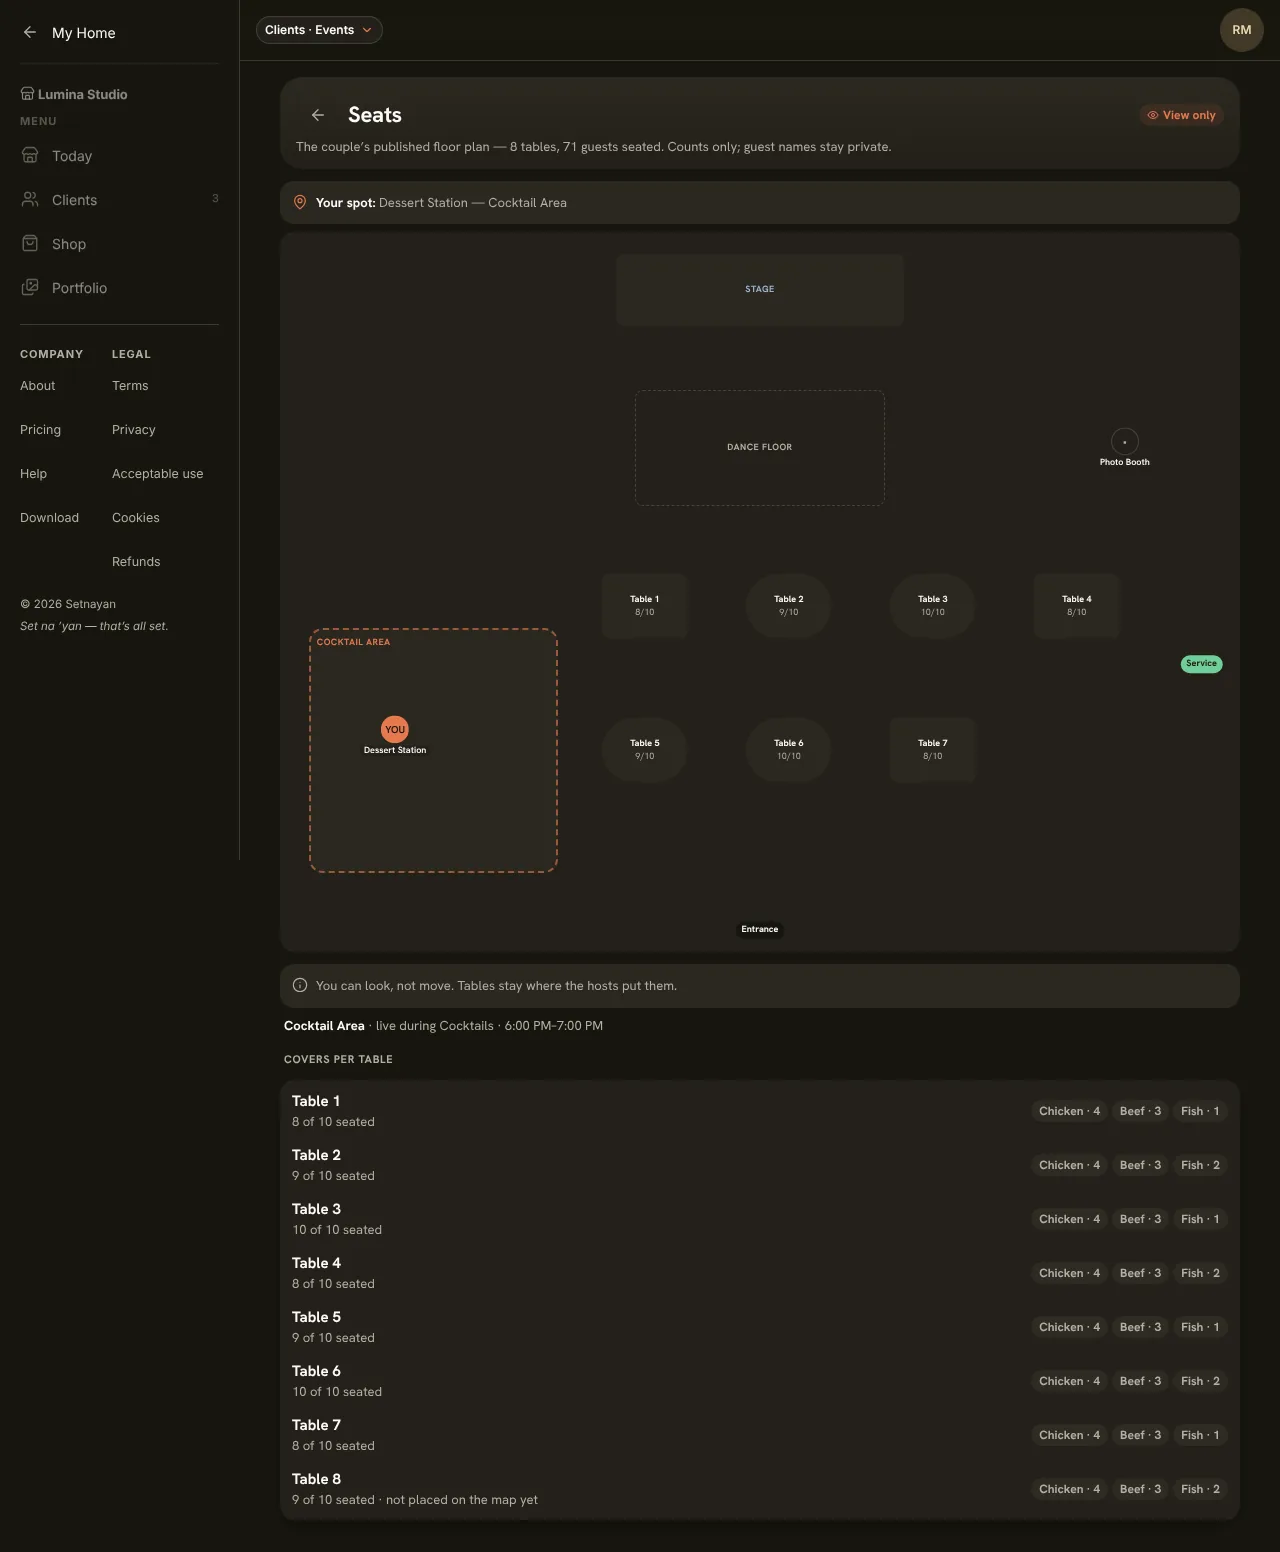 My Home
Lumina Studio
MENU
Today
Clients 3
Shop
Portfolio
COMPANY
About
Pricing
Help
Download
LEGAL
Terms
Privacy
Acceptable use
Cookies
Refunds
© 2026 Setnayan
Set na ’yan — that’s all set.
Clients · Events
RM
Seats
View only
The couple’s published floor plan — 8 tables, 71 guests seated. Counts only; guest names stay private.
Your spot: Dessert Station — Cocktail Area
STAGE
DANCE FLOOR
Photo Booth
Table 1
8/10
Table 2
9/10
Table 3
10/10
Table 4
8/10
COCKTAIL AREA
Service
YOU
Dessert Station
Table 5
9/10
Table 6
10/10
Table 7
8/10
Entrance
You can look, not move. Tables stay where the hosts put them.
Cocktail Area · live during Cocktails · 6:00 PM–7:00 PM
COVERS PER TABLE
Table 1
8 of 10 seated
Chicken · 4 Beef · 3 Fish · 1
Table 2
9 of 10 seated
Chicken · 4 Beef · 3 Fish · 2
Table 3
10 of 10 seated
Chicken · 4 Beef · 3 Fish · 1
Table 4
8 of 10 seated
Chicken · 4 Beef · 3 Fish · 2
Table 5
9 of 10 seated
Chicken · 4 Beef · 3 Fish · 1
Table 6
10 of 10 seated
Chicken · 4 Beef · 3 Fish · 2
Table 7
8 of 10 seated
Chicken · 4 Beef · 3 Fish · 1
Table 8
9 of 10 seated · not placed on the map yet
Chicken · 4 Beef · 3 Fish · 2